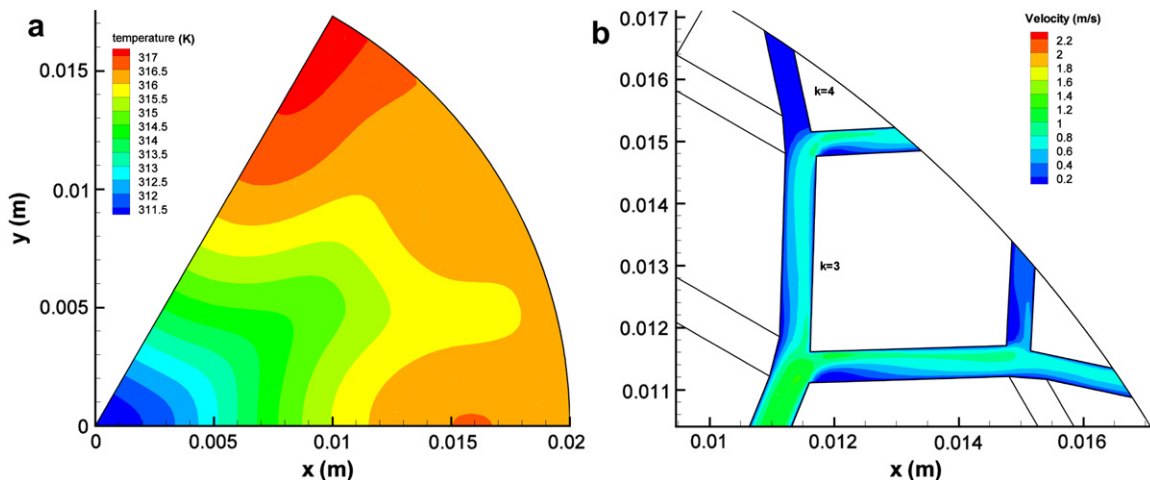 a
temperature (K)
317
316.5
316
315.5
315
314.5
314
313.5
313
312.5
312
311.5
0.015
0.01
0.005
0
y (m)
0 0.005 0.01 0.015 0.02
x (m)
b
Velocity (m/s)
2.2
2
1.8
1.6
1.4
1.2
1
0.8
0.6
0.4
0.2
k=4
k=3
0.017
0.016
0.015
0.014
0.013
0.012
0.011
y (m)
0.01 0.012 0.014 0.016
x (m)